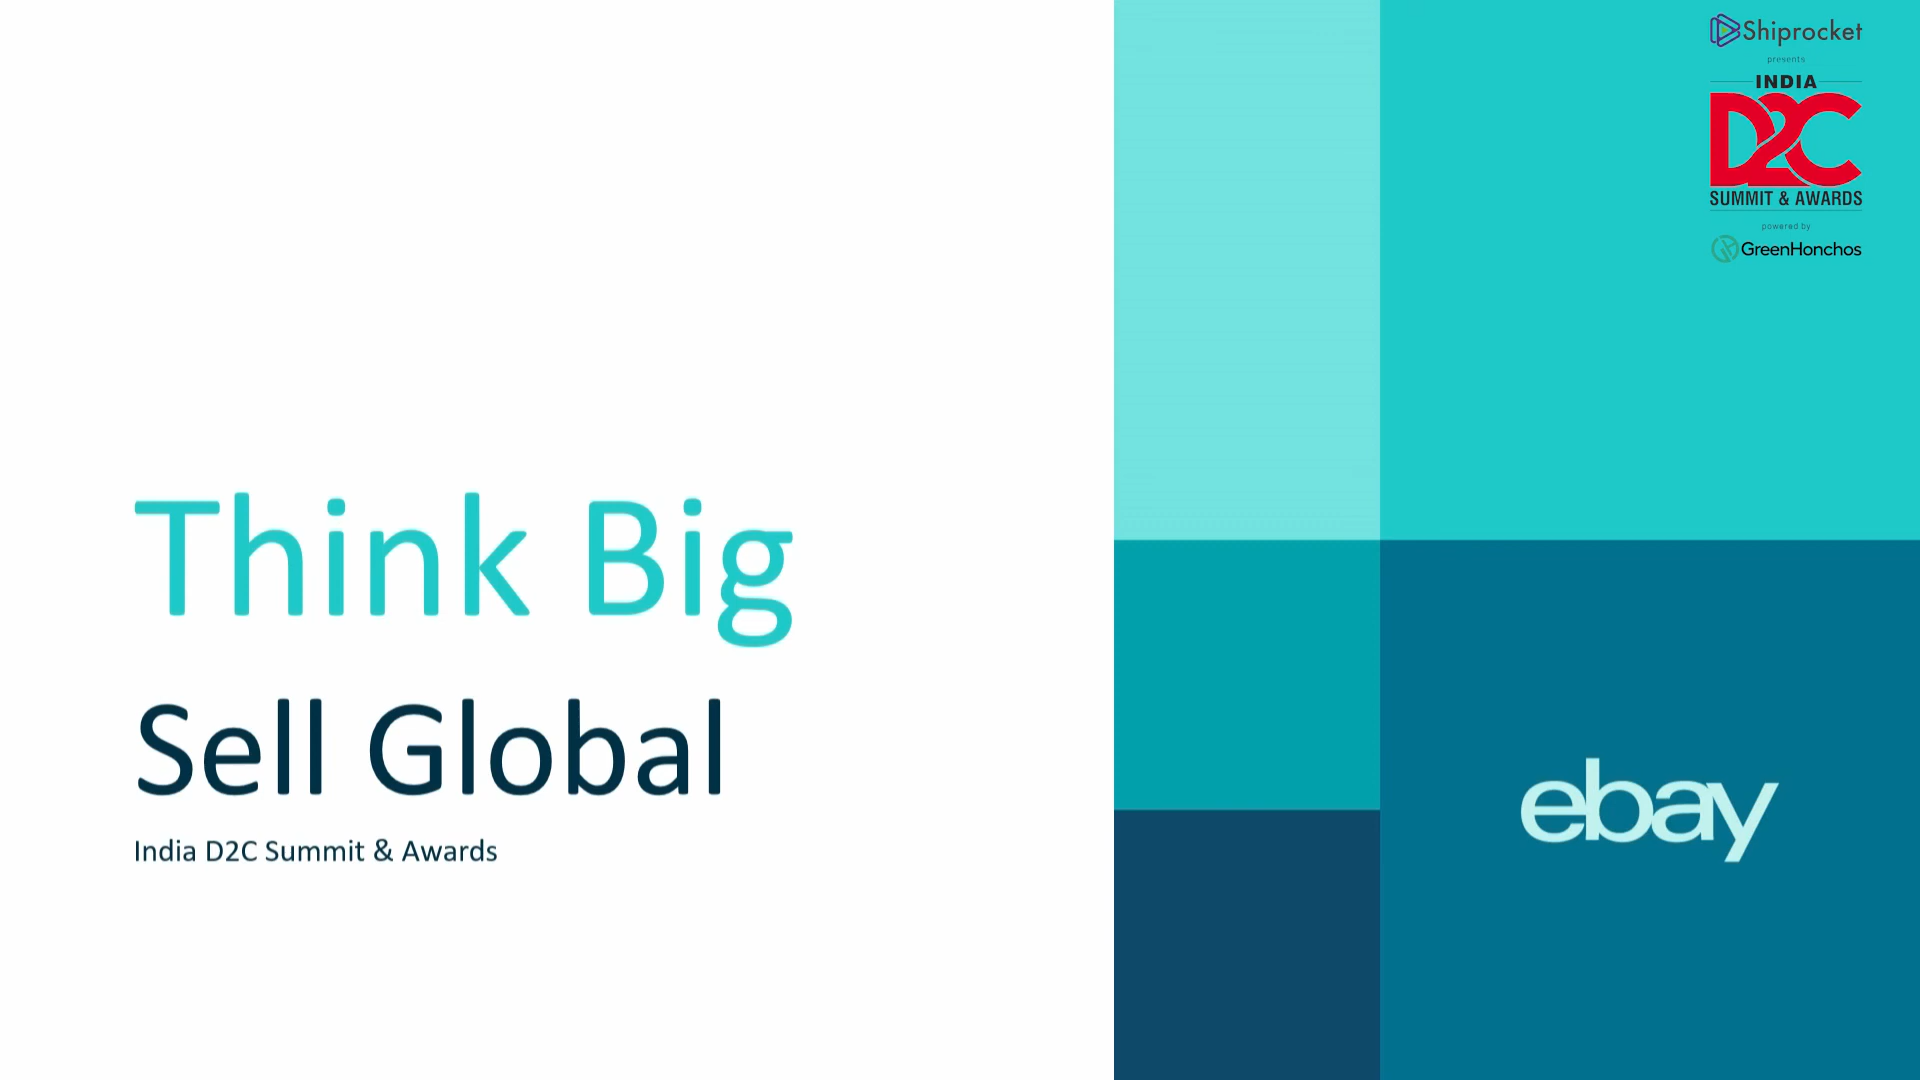 Think Big
Sell Global
India D2C Summit & Awards
Shiprocket
presents
INDIA
D2C
SUMMIT & AWARDS
powered by
GreenHonchos
ebay